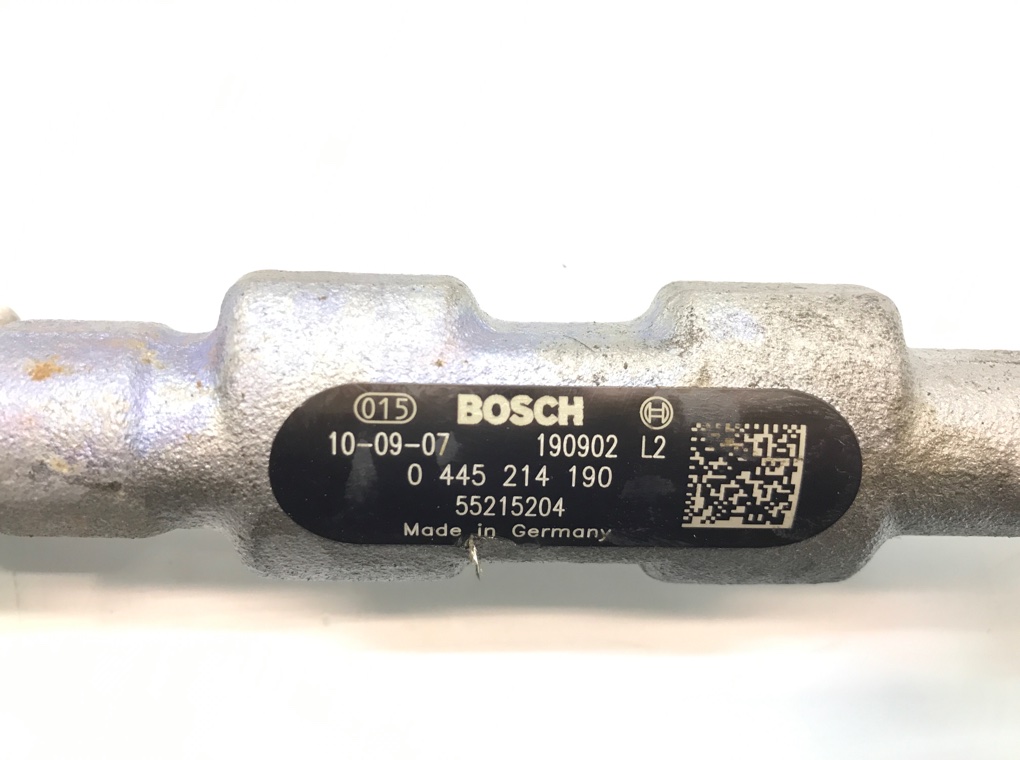 015 BOSCH
10-09-07 190902 L2
0 445 214 190
55215204
Made in Germany